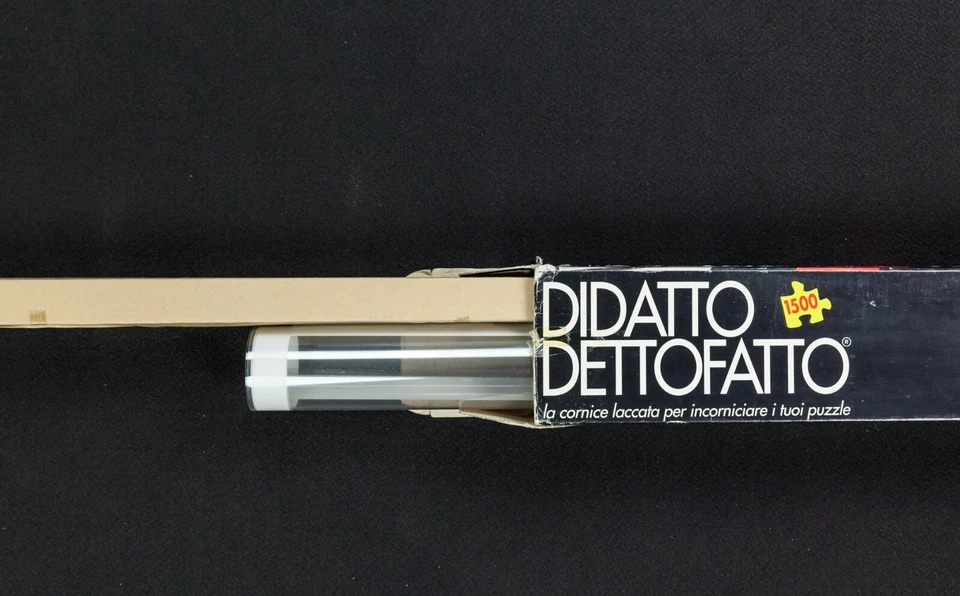 DIDATTO
1500
DETTOFATTO®
la cornice laccata per incorniciare i tuoi puzzle